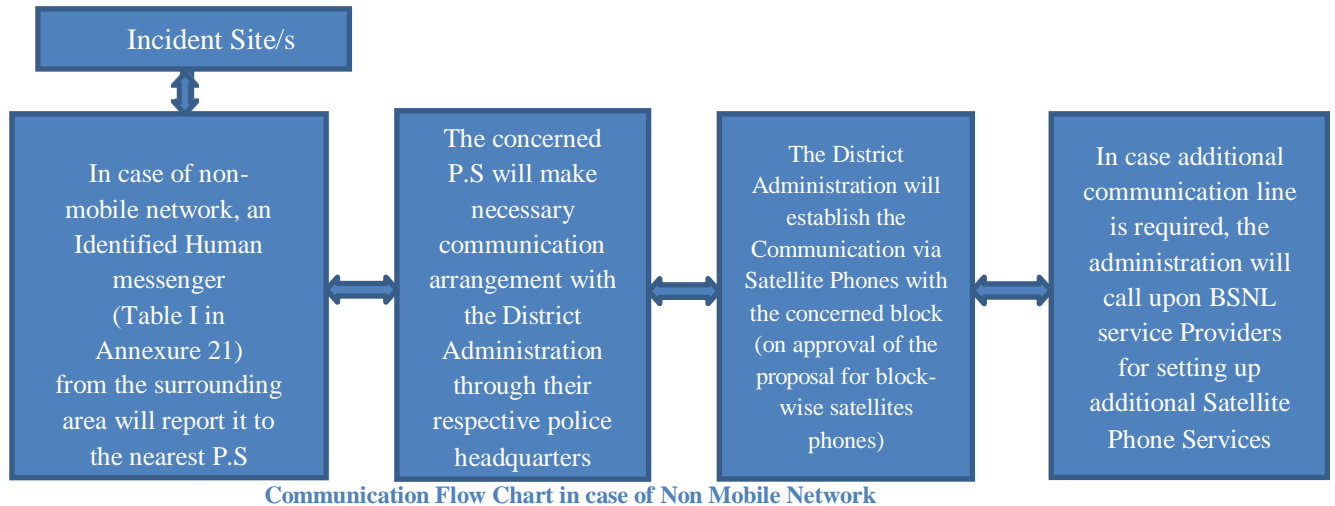 Incident Site/s
In case of non-
mobile network, an
Identified Human
messenger
(Table I in
Annexure 21)
from the surrounding
area will report it to
the nearest P.S
The concerned
P.S will make
necessary
communication
arrangement with
the District
Administration
through their
respective police
headquarters
The District
Administration will
establish the
Communication via
Satellite Phones with
the concerned block
(on approval of the
proposal for block-
wise satellites
phones)
In case additional
communication line
is required, the
administration will
call upon BSNL
service Providers
for setting up
additional Satellite
Phone Services
Communication Flow Chart in case of Non Mobile Network